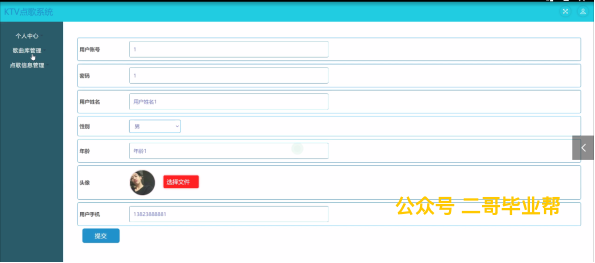 KTV点歌系统
个人中心
歌曲库管理
点歌信息管理
用户账号 1
密码 1
用户姓名 用户姓名1
性别 男
年龄 年龄1
头像 选择文件
用户手机 13823888881
提交
公众号 二哥毕业帮